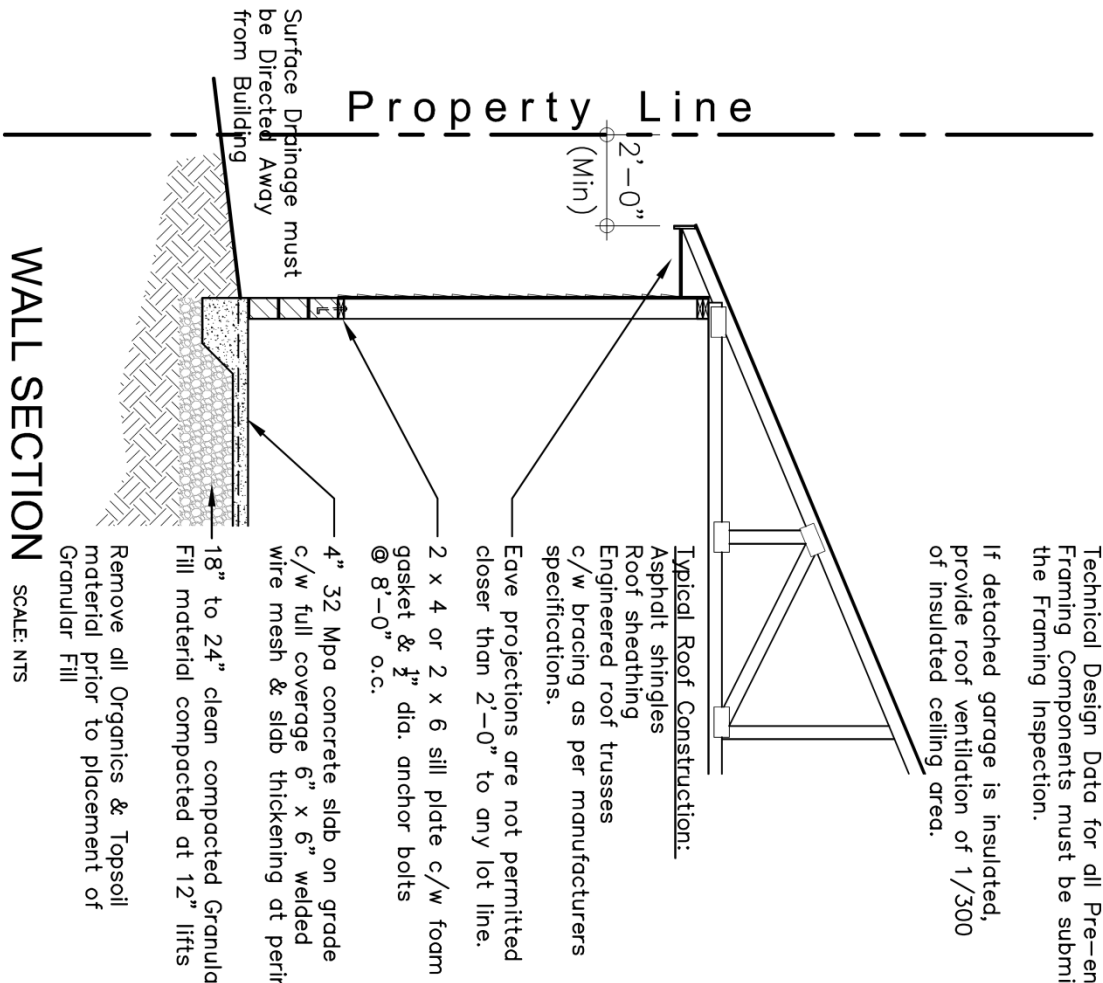 Technical Design Data for all Pre-en
Framing Components must be submi
the Framing Inspection.
If detached garage is insulated,
provide roof ventilation of 1/300
of insulated ceiling area.
Typical Roof Construction:
Asphalt shingles
Roof sheathing
Engineered roof trusses
c/w bracing as per manufacturers
specifications.
Eave projections are not permitted
closer than 2'-0" to any lot line.
2 x 4 or 2 x 6 sill plate c/w foam
gasket & 1/2" dia. anchor bolts
@ 8'-0" o.c.
4" 32 Mpa concrete slab on grade
c/w full coverage 6" x 6" welded
wire mesh & slab thickening at perin
18" to 24" clean compacted Granula
Fill material compacted at 12" lifts
Remove all Organics & Topsoil
material prior to placement of
Granular Fill
Property Line
2'-0"
(Min)
Surface Drainage must
be Directed Away
from Building
WALL SECTION SCALE: NTS